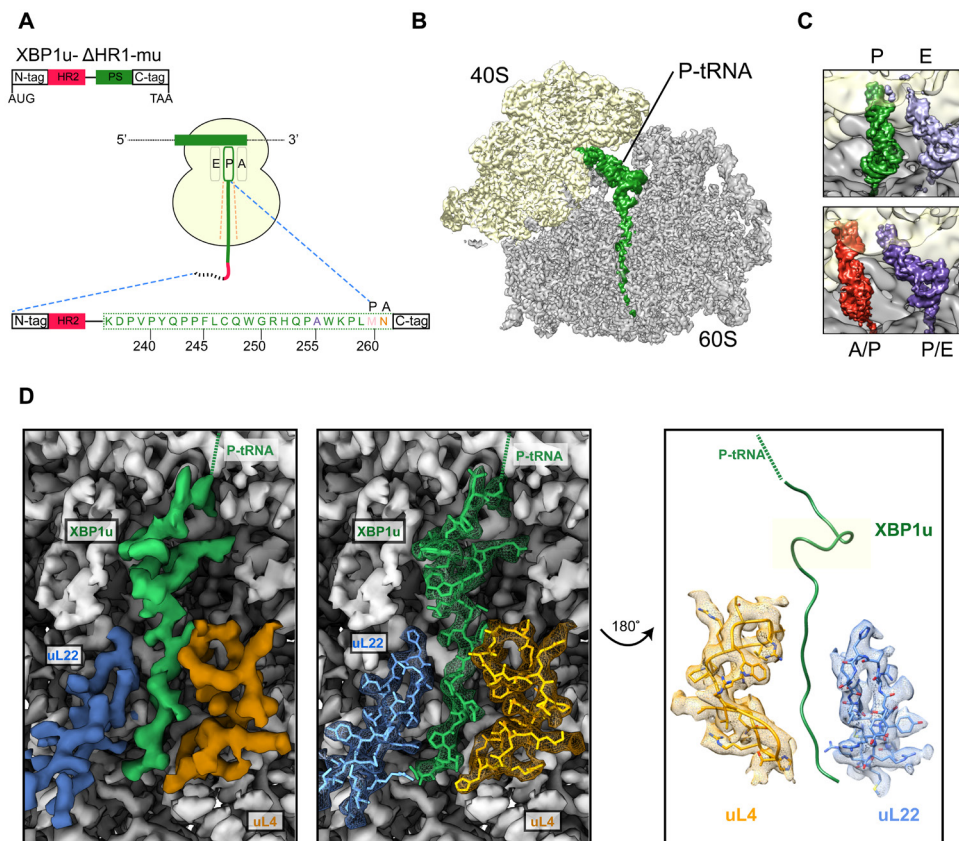 A
XBP1u- ΔHR1-mu
N-tag HR2 PS C-tag
AUG TAA
5' 3'
E P A
P A
N-tag HR2 KDPVPYQPPFLCQWGRHQPAWKPLMN C-tag
240 245 250 255 260
B
40S
P-tRNA
60S
C
P E
A/P P/E
D
P-tRNA
XBP1u
uL22
uL4
P-tRNA
XBP1u
uL22
uL4
180°
P-tRNA
XBP1u
uL4
uL22